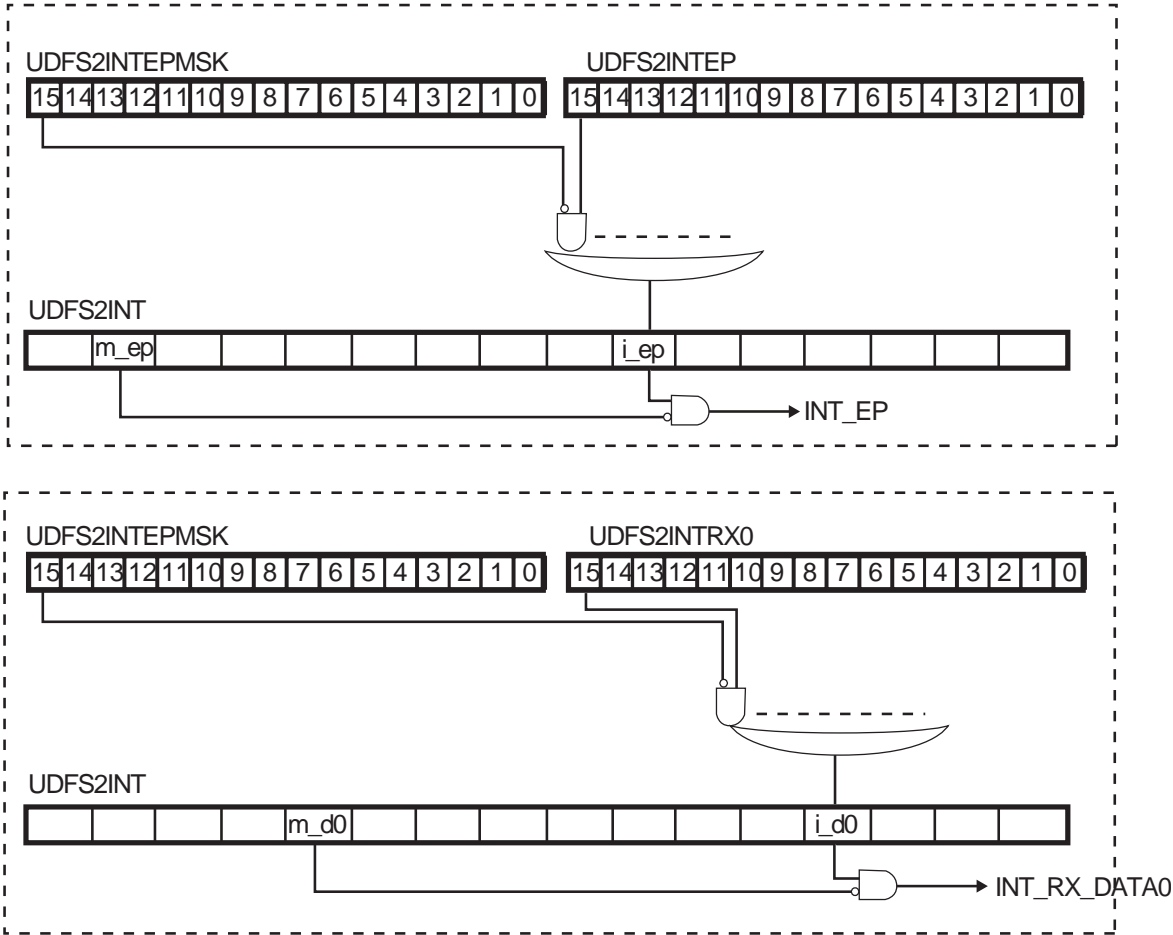 UDFS2INTEPMSK UDFS2INTEP
15 14 13 12 11 10 9 8 7 6 5 4 3 2 1 0 15 14 13 12 11 10 9 8 7 6 5 4 3 2 1 0
UDFS2INT
m_ep i_ep
INT_EP
UDFS2INTEPMSK UDFS2INTRX0
15 14 13 12 11 10 9 8 7 6 5 4 3 2 1 0 15 14 13 12 11 10 9 8 7 6 5 4 3 2 1 0
UDFS2INT
m_d0 i_d0
INT_RX_DATA0